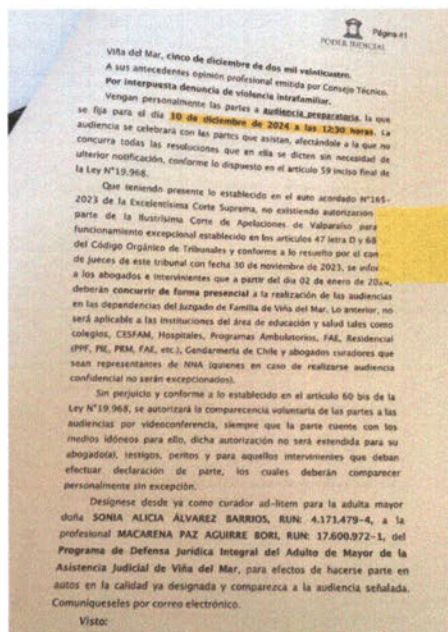 Página 41
PODER JUDICIAL
Viña del Mar, cinco de diciembre de dos mil veinticuatro.
A sus antecedentes opinión profesional emitida por Consejo Técnico.
Por interpuesta denuncia de violencia intrafamiliar.
Vengan personalmente las partes a audiencia preparatoria, la que
se fija para el día 10 de diciembre de 2024 a las 12:30 horas. La
audiencia se celebrará con las partes que asistan, afectándole a la que no
concurra todas las resoluciones que en ella se dicten sin necesidad de
ulterior notificación, conforme lo dispuesto en el artículo 59 inciso final de
la Ley N°19.968.
Que teniendo presente lo establecido en el auto acordado N°165-
2023 de la Excelentísima Corte Suprema, no existiendo autorización
parte de la Ilustrísima Corte de Apelaciones de Valparaíso para
funcionamiento excepcional establecido en los artículos 47 letra D y 68
del Código Orgánico de Tribunales y conforme a lo resuelto por el com
de jueces de este tribunal con fecha 30 de noviembre de 2023, se infor
a los abogados e intervinientes que a partir del día 02 de enero de 2024,
deberán concurrir de forma presencial a la realización de las audiencias
en las dependencias del Juzgado de Familia de Viña del Mar. Lo anterior, no
será aplicable a las instituciones del área de educación y salud tales como
colegios, CESFAM, Hospitales, Programas Ambulatorios, FAE, Residencial
(PPF, PIE, PRM, FAE, etc.), Gendarmería de Chile y abogados curadores que
sean representantes de NNA (quienes en caso de realizarse audiencia
confidencial no serán excepcionados).
Sin perjuicio y conforme a lo establecido en el artículo 60 bis de la
Ley N°19.968, se autorizará la comparecencia voluntaria de las partes a las
audiencias por videoconferencia, siempre que la parte cuente con los
medios idóneos para ello, dicha autorización no será extendida para su
abogado(a), testigos, peritos y para aquellos intervinientes que deban
efectuar declaración de parte, los cuales deberán comparecer
personalmente sin excepción.
Desígnese desde ya como curador ad-litem para la adulta mayor
doña SONIA ALICIA ÁLVAREZ BARRIOS, RUN: 4.171.479-4, a la
profesional MACARENA PAZ AGUIRRE BORI, RUN: 17.600.972-1, del
Programa de Defensa Jurídica Integral del Adulto de Mayor de la
Asistencia Judicial de Viña del Mar, para efectos de hacerse parte en
autos en la calidad ya designada y comparezca a la audiencia señalada.
Comuníqueseles por correo electrónico.
Visto: